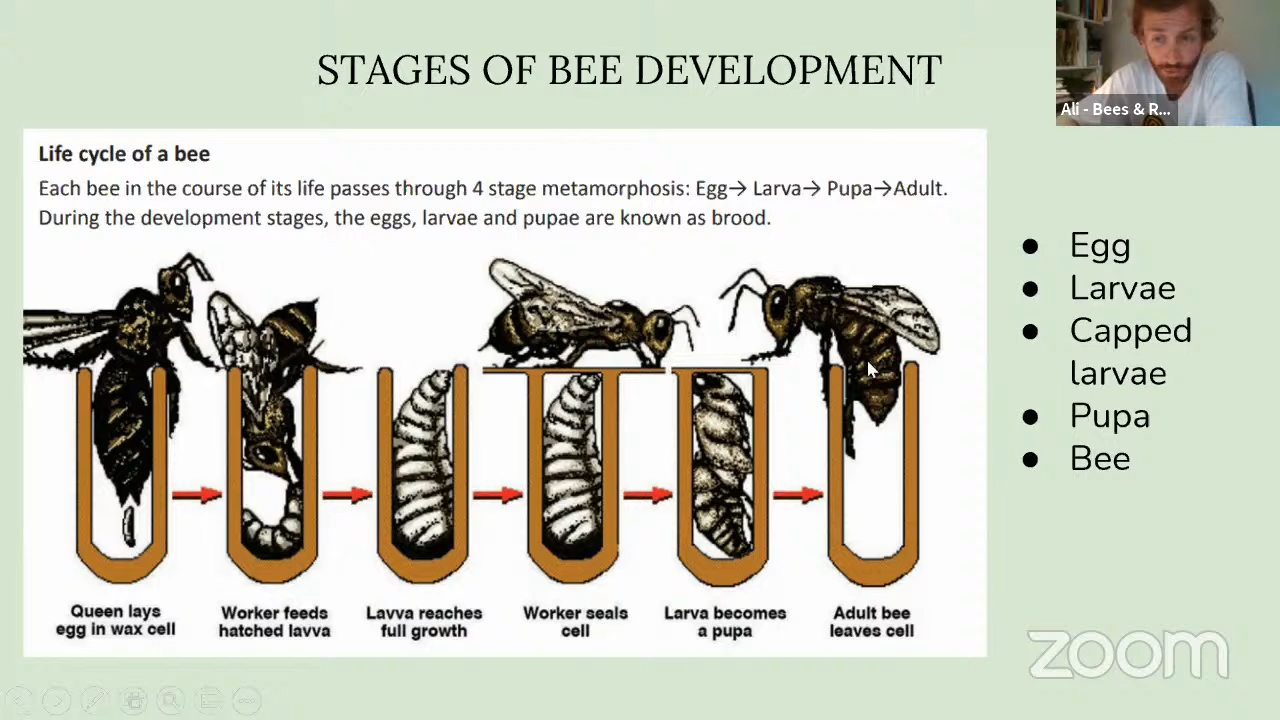 STAGES OF BEE DEVELOPMENT
Ali - Bees & R...
Life cycle of a bee
Each bee in the course of its life passes through 4 stage metamorphosis: Egg→ Larva→ Pupa→Adult.
During the development stages, the eggs, larvae and pupae are known as brood.
● Egg
● Larvae
● Capped
larvae
● Pupa
● Bee
Queen lays
egg in wax cell
Worker feeds
hatched lavva
Lavva reaches
full growth
Worker seals
cell
Larva becomes
a pupa
Adult bee
leaves cell
zoom